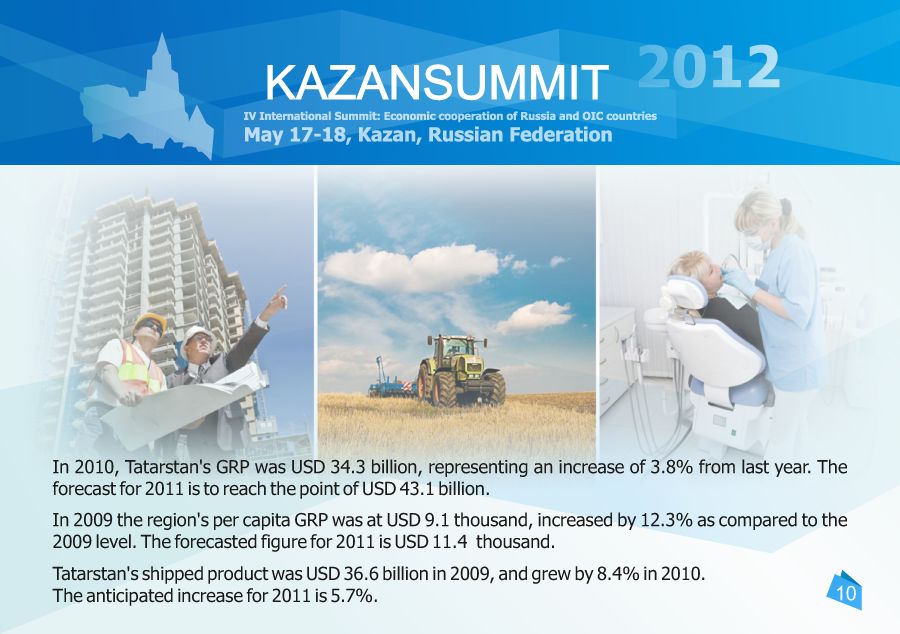 KAZANSUMMIT 2012
IV International Summit: Economic cooperation of Russia and OIC countries
May 17-18, Kazan, Russian Federation
In 2010, Tatarstan's GRP was USD 34.3 billion, representing an increase of 3.8% from last year. The
forecast for 2011 is to reach the point of USD 43.1 billion.
In 2009 the region's per capita GRP was at USD 9.1 thousand, increased by 12.3% as compared to the
2009 level. The forecasted figure for 2011 is USD 11.4 thousand.
Tatarstan's shipped product was USD 36.6 billion in 2009, and grew by 8.4% in 2010.
The anticipated increase for 2011 is 5.7%.
10